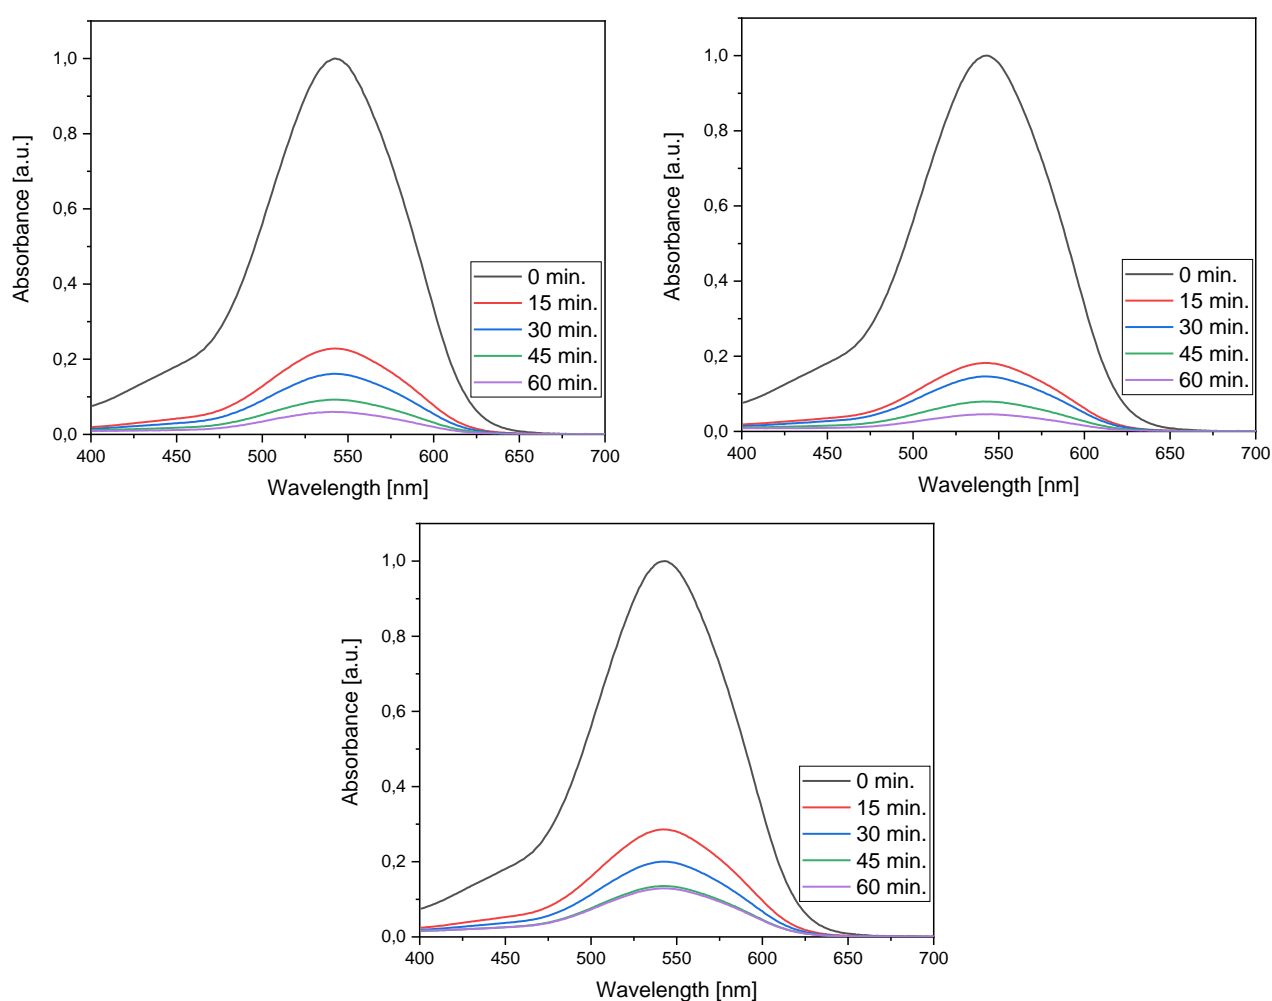 1,0
0,8
0,6
0,4
0,2
0,0
Absorbance [a.u.]
0 min.
15 min.
30 min.
45 min.
60 min.
400 450 500 550 600 650 700
Wavelength [nm]
1,0
0,8
0,6
0,4
0,2
0,0
Absorbance [a.u.]
0 min.
15 min.
30 min.
45 min.
60 min.
400 450 500 550 600 650 700
Wavelength [nm]
1,0
0,8
0,6
0,4
0,2
0,0
Absorbance [a.u.]
0 min.
15 min.
30 min.
45 min.
60 min.
400 450 500 550 600 650 700
Wavelength [nm]